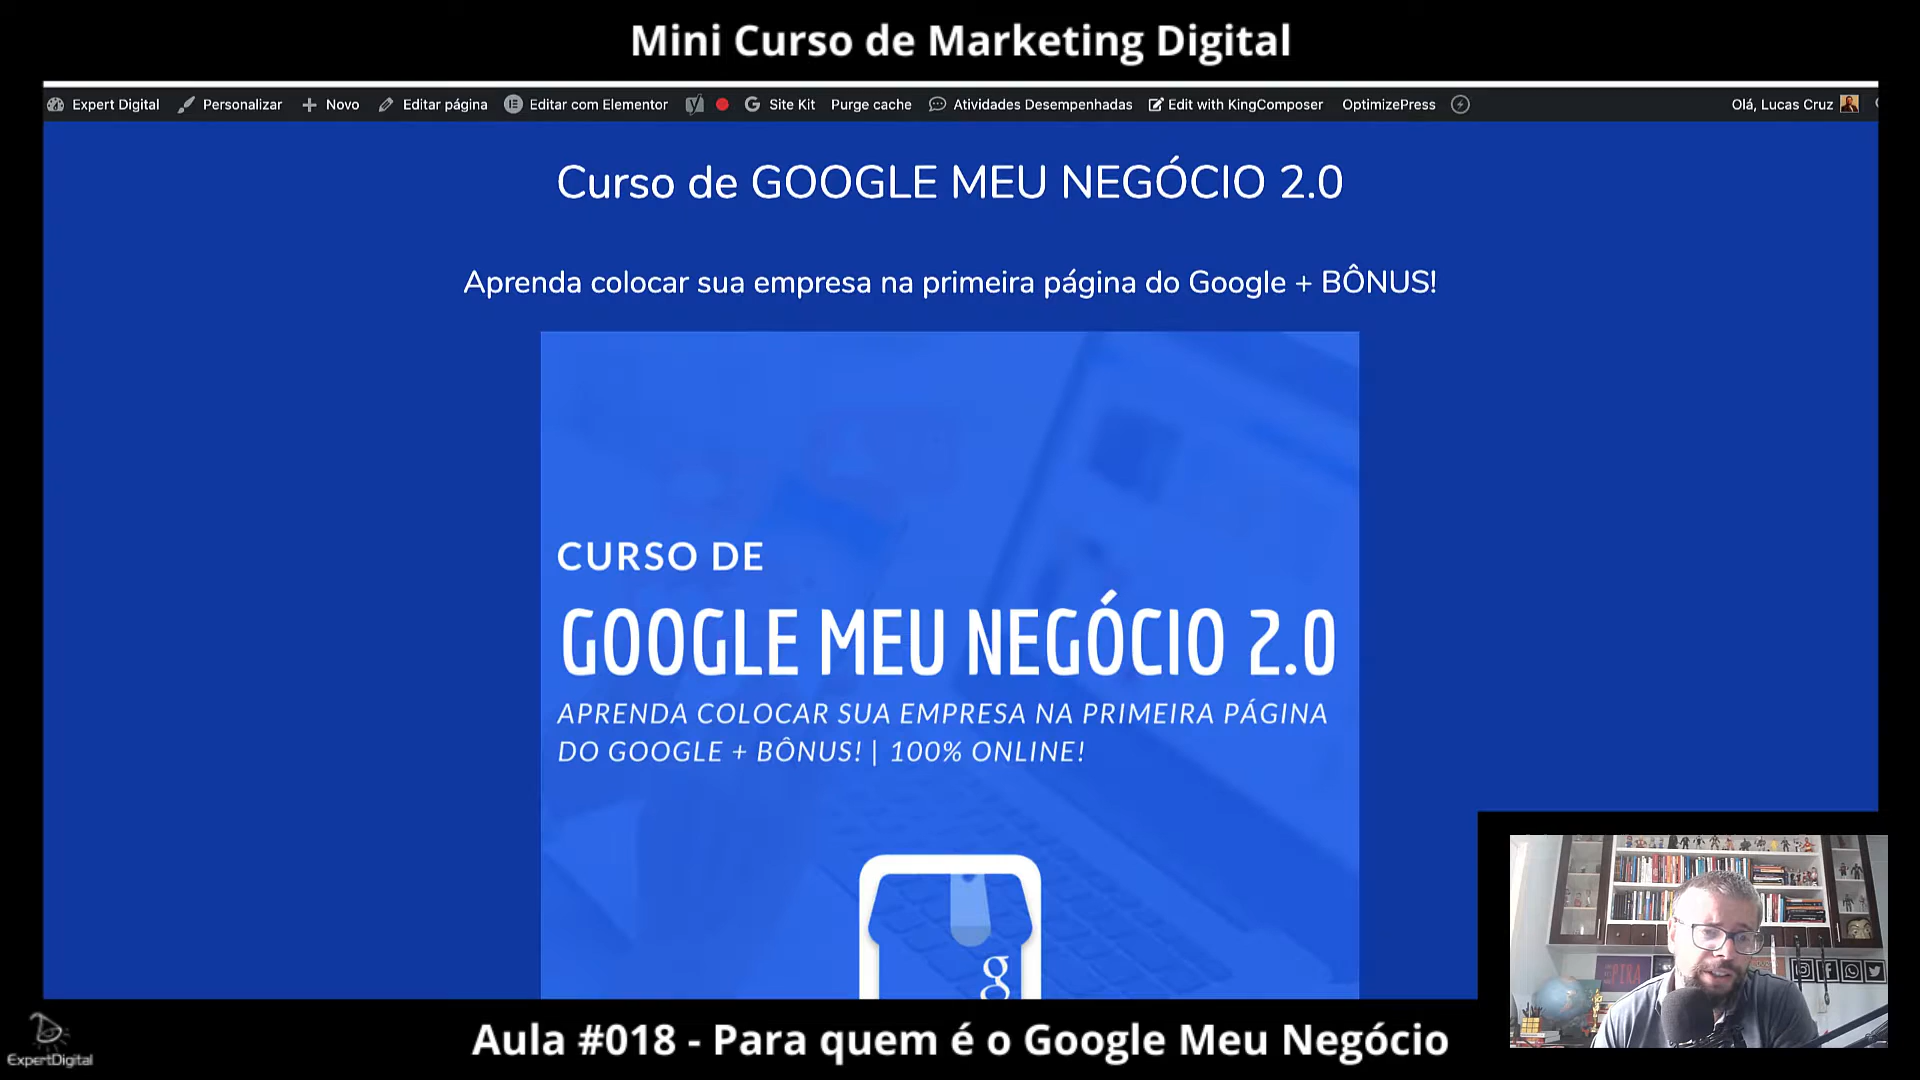 Mini Curso de Marketing Digital
Expert Digital Personalizar Novo Editar página Editar com Elementor Site Kit Purge cache Atividades Desempenhadas Edit with KingComposer OptimizePress Olá, Lucas Cruz
Curso de GOOGLE MEU NEGÓCIO 2.0
Aprenda colocar sua empresa na primeira página do Google + BÔNUS!
CURSO DE
GOOGLE MEU NEGÓCIO 2.0
APRENDA COLOCAR SUA EMPRESA NA PRIMEIRA PÁGINA
DO GOOGLE + BÔNUS! | 100% ONLINE!
g
ExpertDigital
Aula #018 - Para quem é o Google Meu Negócio